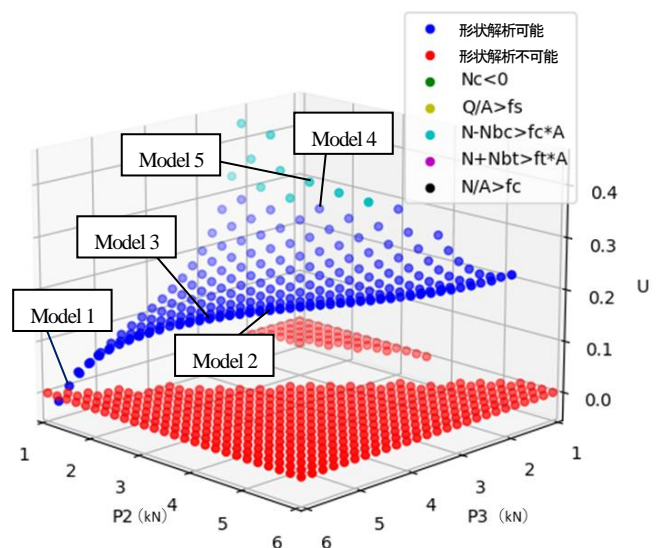 形状解析可能
形状解析不可能
Nc<0
Q/A>fs
N-Nbc>fc*A
N+Nbt>ft*A
N/A>fc
Model 4
Model 5
Model 3
Model 1
Model 2
0.4
0.3
0.2
0.1
0.0
U
1
2
3
4
5
6
P2（kN）
6
5
4
3
2
1
P3（kN）